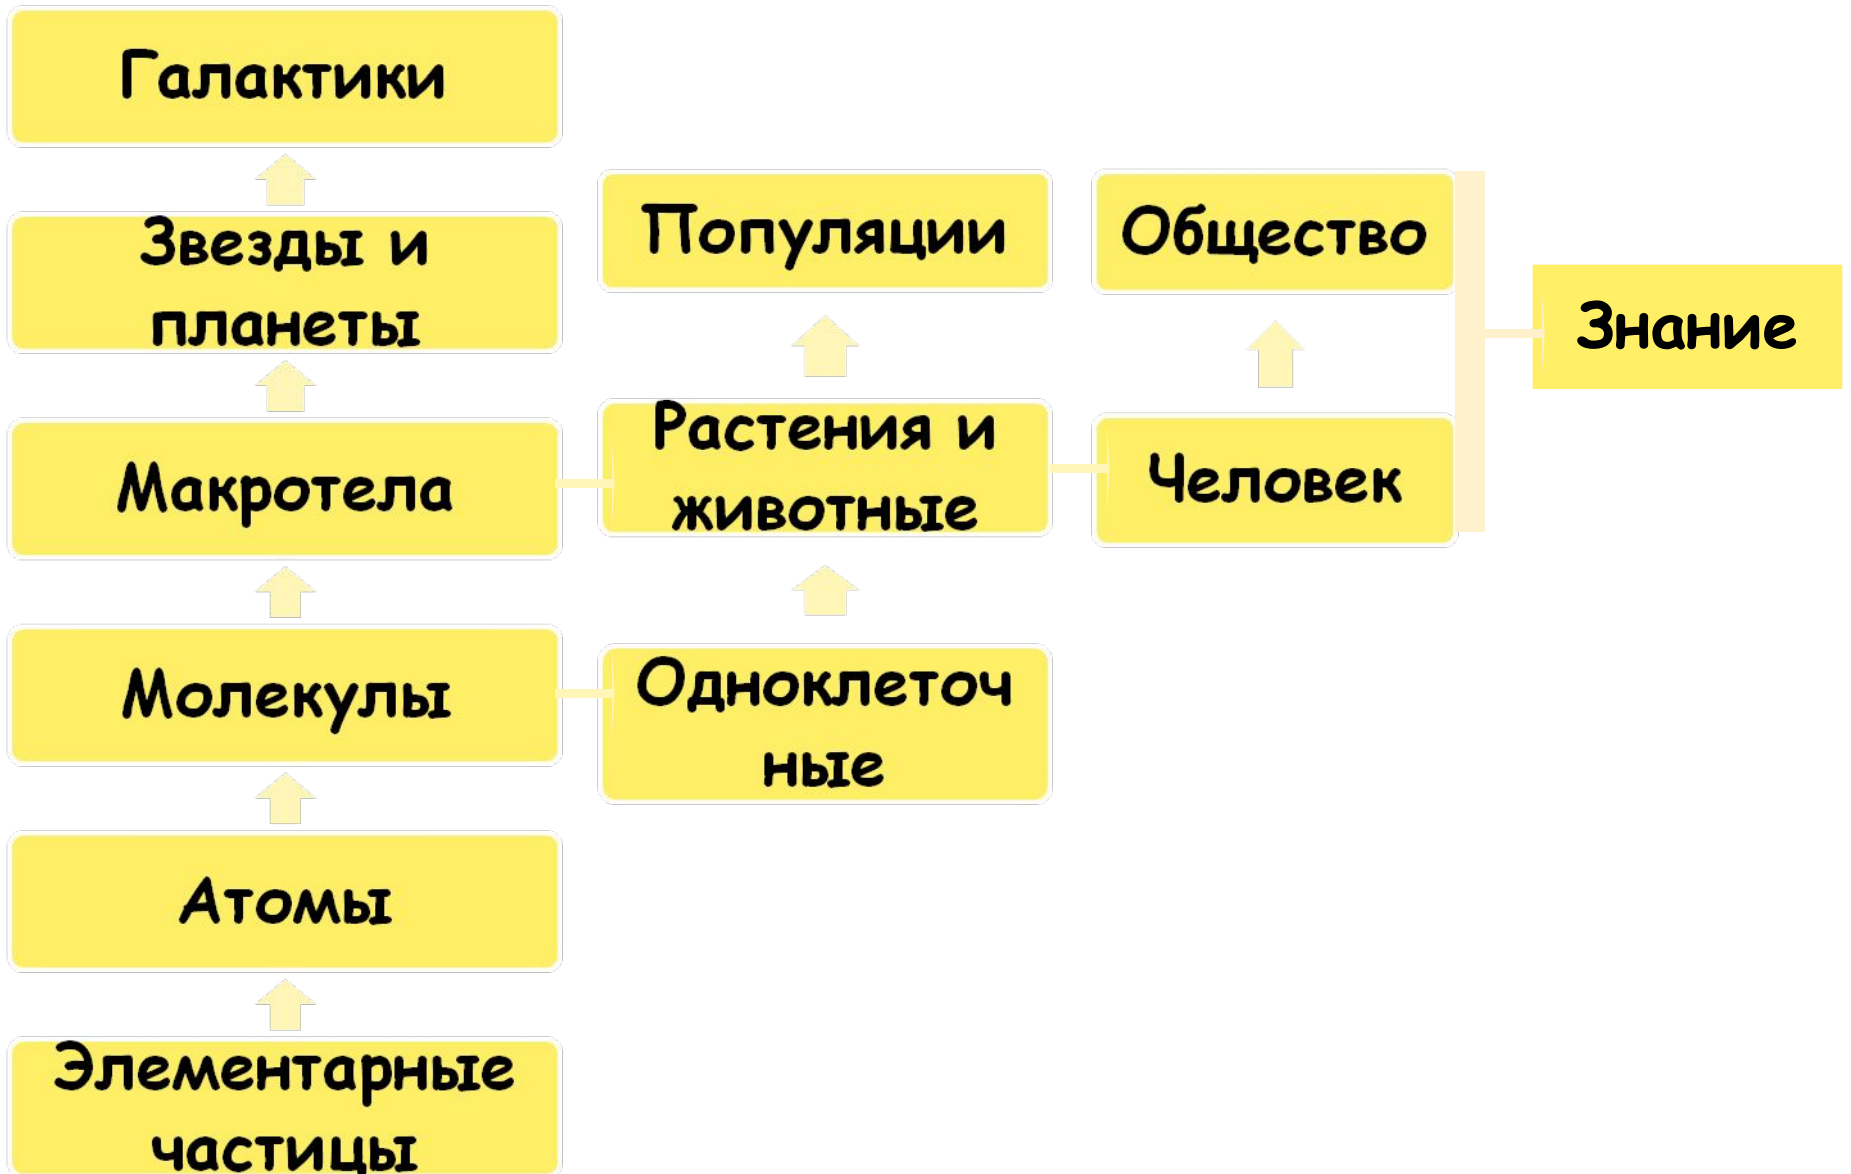 Галактики
Звезды и
планеты
Макротела
Молекулы
Атомы
Элементарные
частицы
Популяции
Растения и
животные
Одноклеточ
ные
Общество
Человек
Знание